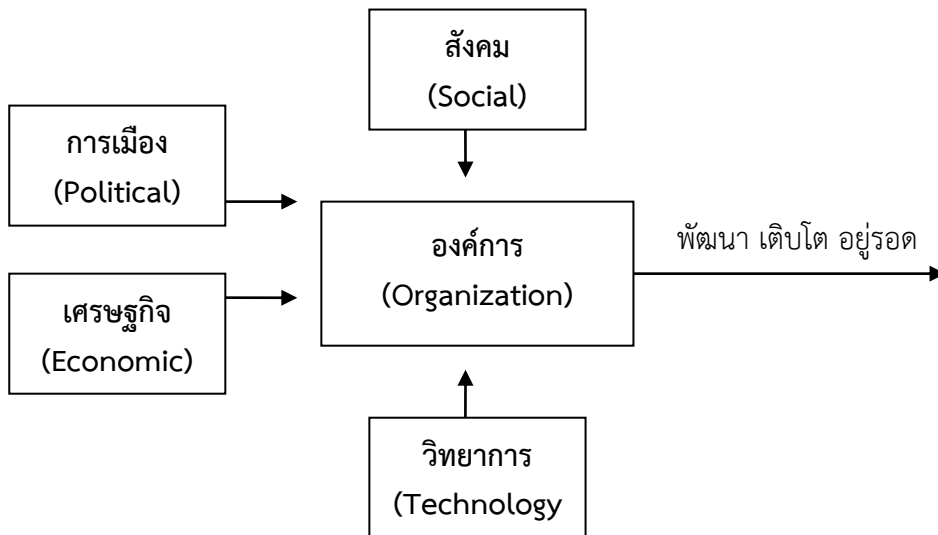 สังคม
(Social)
การเมือง
(Political)
องค์การ
(Organization)
พัฒนา เติบโต อยู่รอด
เศรษฐกิจ
(Economic)
วิทยาการ
(Technology